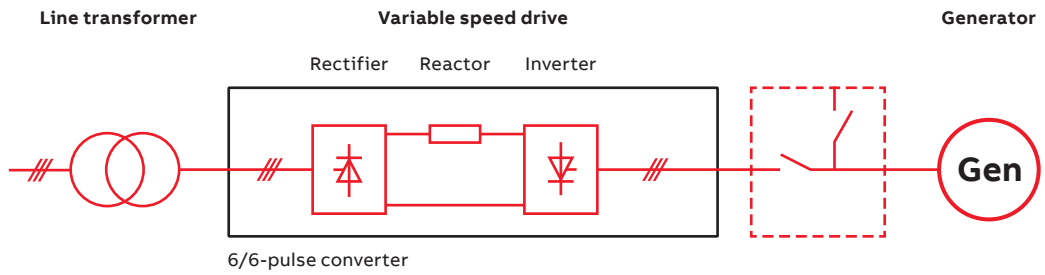 Line transformer
Variable speed drive
Generator
Rectifier
Reactor
Inverter
Gen
6/6-pulse converter